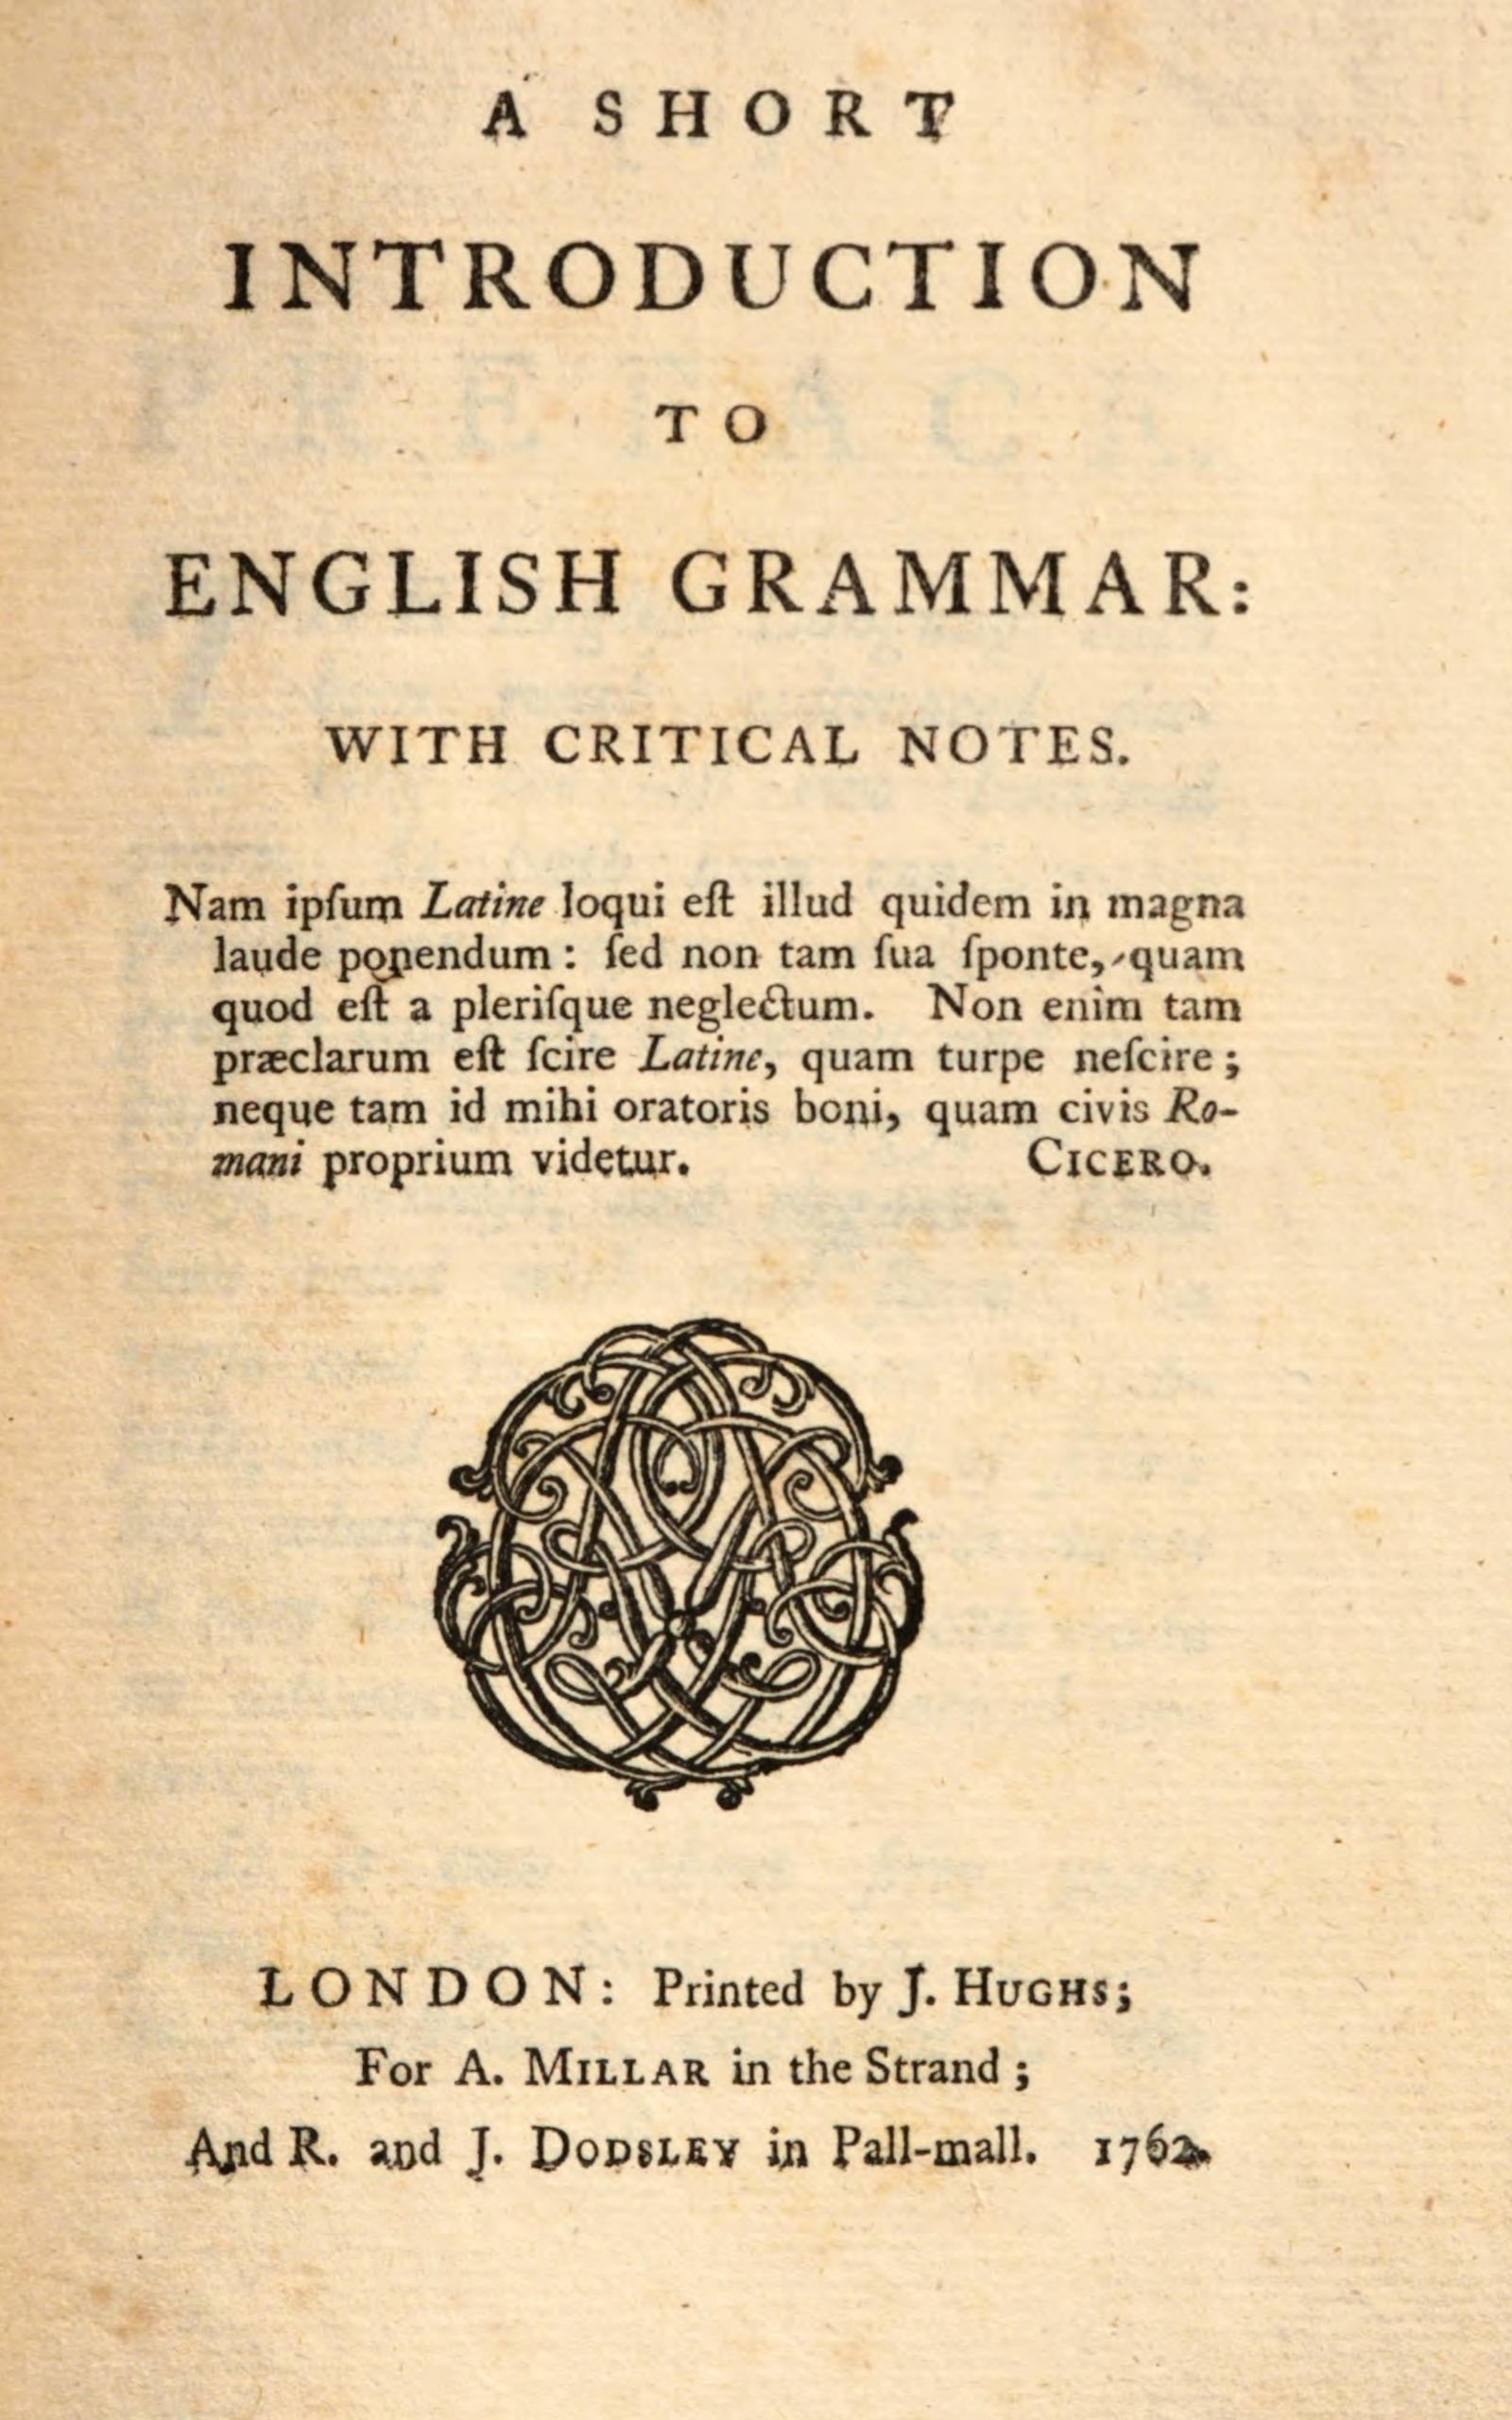 A SHORT
INTRODUCTION
TO
ENGLISH GRAMMAR:
WITH CRITICAL NOTES.
Nam ipſum Latine loqui eſt illud quidem in magna
laude ponendum: ſed non tam ſua ſponte, quam
quod eſt a pleriſque neglectum. Non enim tam
præclarum eſt ſcire Latine, quam turpe neſcire;
neque tam id mihi oratoris boni, quam civis Ro-
mani proprium videtur. CICERO.
LONDON: Printed by J. HUGHS;
For A. MILLAR in the Strand;
And R. and J. DODSLEY in Pall-mall. 1762.